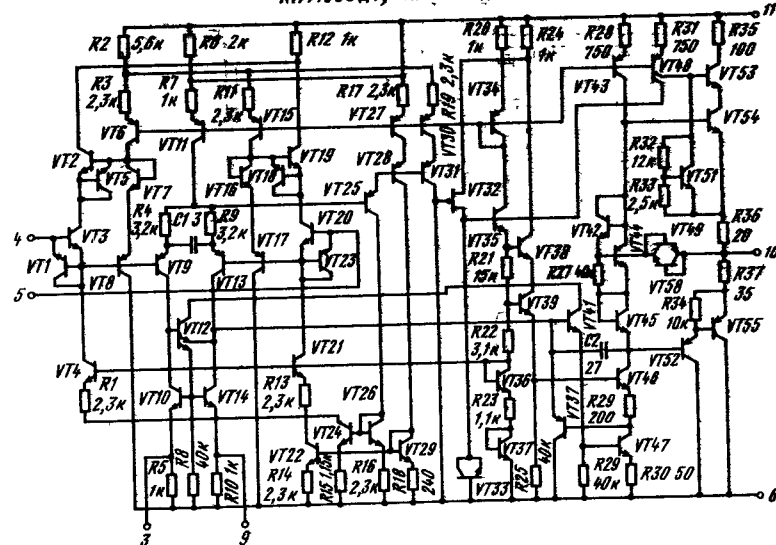 R2 5,6к
R6 2к
R12 1к
R20 1к
R24 1к
R28 750
R31 750
R35 100
11
R3 2,3к
R7 1к
R11 2,3к
VT15
R17 2,3к
VT27
R19 2,3к
VT30
VT34
VT43
VT48
VT53
VT6
VT11
VT54
VT2
VT5
VT7
VT16
VT18
VT19
VT28
VT31
VT25
VT32
R32 12к
VT51
R33 2,5к
R4 3,2к
C1 3
R9 3,2к
VT17
VT20
VT35
VT38
VT42
VT44
VT49
R36 28
4
VT3
VT1
VT8
VT9
VT13
VT23
R21 15к
R27 40к
VT58
10
R37 35
5
VT12
VT39
VT41
VT45
R34 10к
VT55
R22 3,1к
C2 27
VT52
VT4
VT21
VT36
VT46
R1 2,3к
VT10
VT14
R13 2,3к
VT26
R23 1,1к
VT37
R29 200
VT24
VT22
VT29
VT37
VT47
R5 1к
R8 40к
R10 1к
R14 2,3к
R15 1,15к
R16 2,3к
R18 240
VT33
R25 40к
R29 40к
R30 50
6
3
9